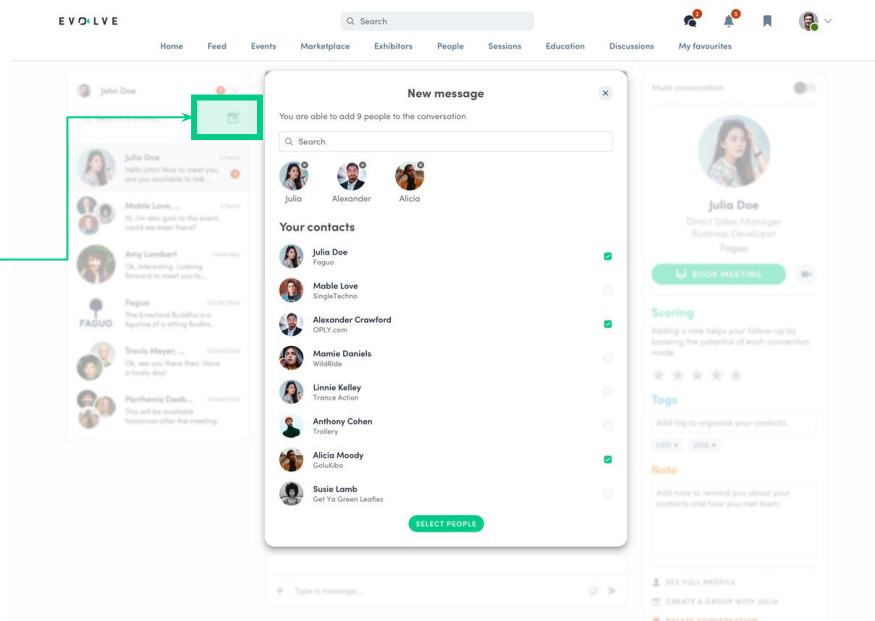 EVOLVE
Search
2
5
Home Feed Events Marketplace Exhibitors People Sessions Education Discussions My favourites
John Doe
Search a contact
Julia Doe
Hello John! Nice to meet you,
are you available to talk...
Mable Love, ...
Hi, I'm also goin to the event,
could we meet there?
Amy Lambert Yesterday
Ok, interesting. Looking
forward to meet you to...
FAGUO
Faguo
The Emerlard Buddha is a
figurine of a sitting Budha...
Travis Meyer, ...
Ok, see you there then. Have
a lovely day!
Parthenia Deeb...
This will be available
tomorrow after the meeting.
New message
You are able to add 9 people to the conversation
Search
Julia Alexander Alicia
Your contacts
Julia Doe
Faguo
Mable Love
SingleTechno
Alexander Crawford
OPLY.com
Mamie Daniels
WildRide
Linnie Kelley
Trance Action
Anthony Cohen
Trollery
Alicia Moody
GoluKibo
Susie Lamb
Get Ya Green Leafies
SELECT PEOPLE
Type a message...
Mute conversation
Julia Doe
Direct Sales Manager
Business Developer
Faguo
BOOK MEETING
Scoring
Adding a note helps your follow-up by
knowing the potential of each connection
made.
Tags
Add tag to organize your contacts
CEO 2018
Note
Add note to remind you about your
contacts and how you met them
SEE FULL PROFILE
CREATE A GROUP WITH JULIA
DELETE CONVERSATION